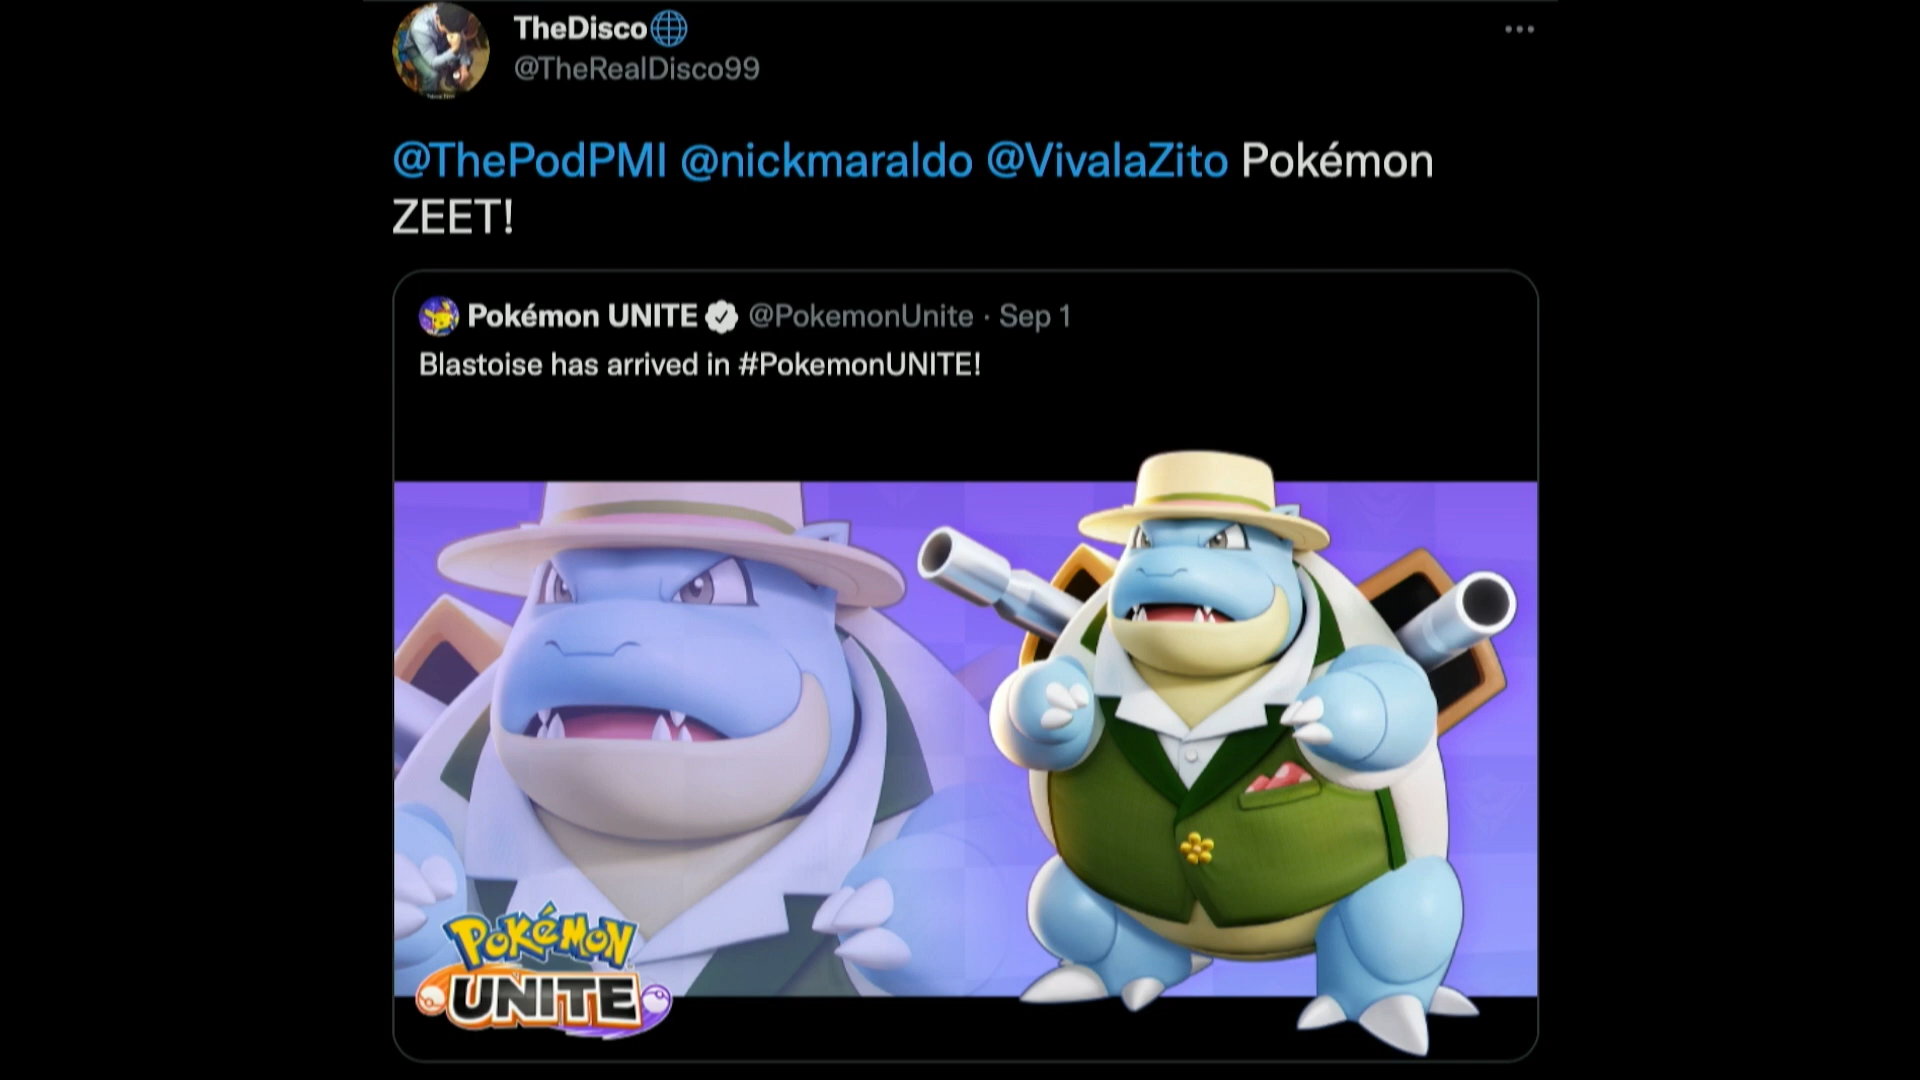 TheDisco
@TheRealDisco99
@ThePodPMI @nickmaraldo @VivalaZito Pokémon
ZEET!
Pokémon UNITE @PokemonUnite · Sep 1
Blastoise has arrived in #PokemonUNITE!
POKéMON
UNITE